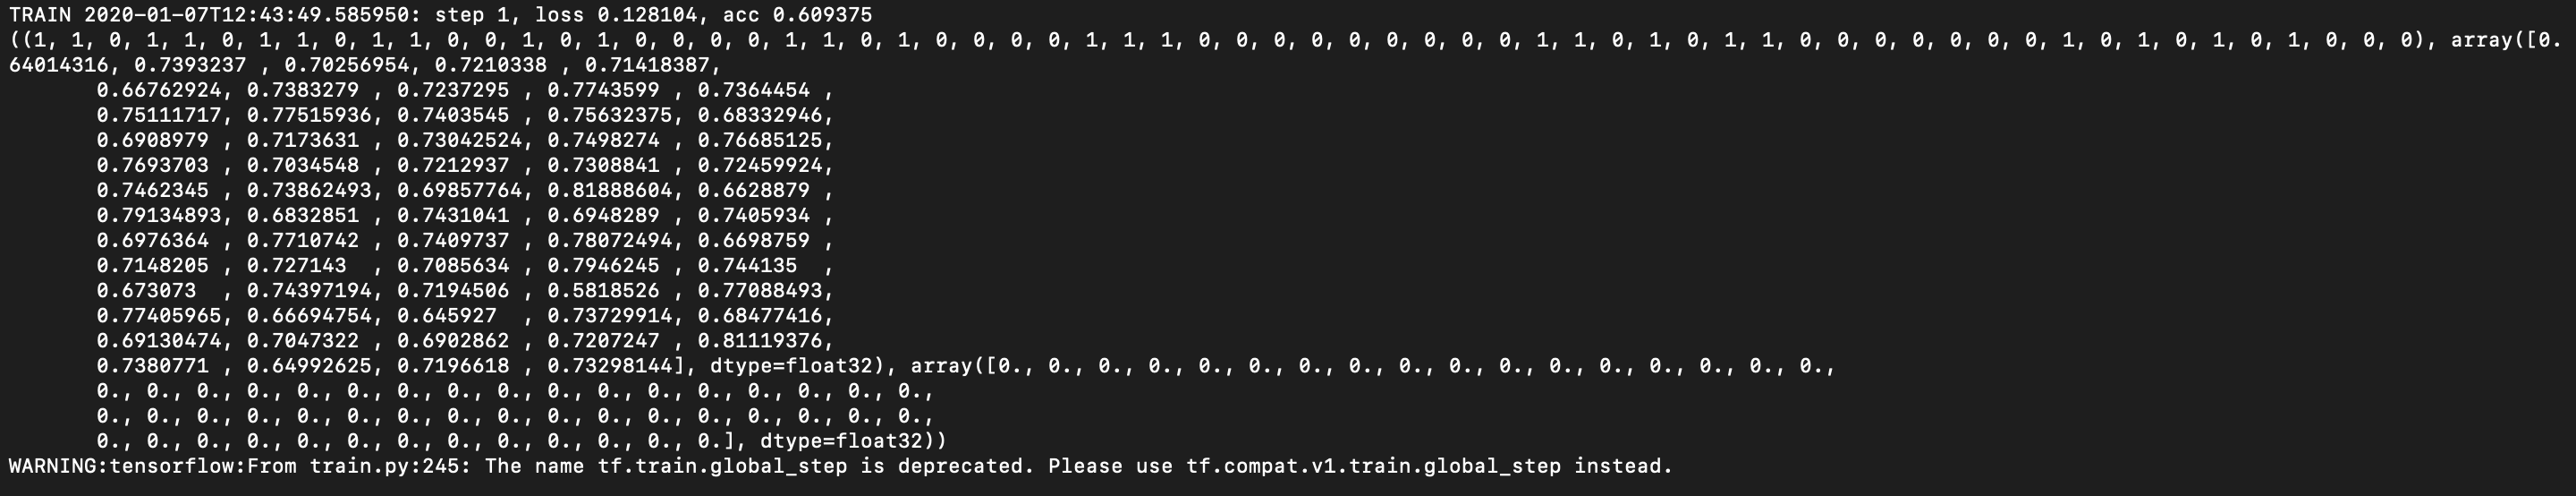 TRAIN 2020-01-07T12:43:49.585950: step 1, loss 0.128104, acc 0.609375
((1, 1, 0, 1, 1, 0, 1, 1, 0, 1, 1, 0, 0, 1, 0, 1, 0, 0, 0, 0, 1, 1, 0, 1, 0, 0, 0, 0, 1, 1, 1, 0, 0, 0, 0, 0, 0, 0, 0, 0, 1, 1, 0, 1, 0, 1, 1, 0, 0, 0, 0, 0, 0, 0, 1, 0, 1, 0, 1, 0, 1, 0, 0, 0), array([0.
64014316, 0.7393237 , 0.70256954, 0.7210338 , 0.71418387,
       0.66762924, 0.7383279 , 0.7237295 , 0.7743599 , 0.7364454 ,
       0.75111717, 0.77515936, 0.7403545 , 0.75632375, 0.68332946,
       0.6908979 , 0.7173631 , 0.73042524, 0.7498274 , 0.76685125,
       0.7693703 , 0.7034548 , 0.7212937 , 0.7308841 , 0.72459924,
       0.7462345 , 0.73862493, 0.69857764, 0.81888604, 0.6628879 ,
       0.79134893, 0.6832851 , 0.7431041 , 0.6948289 , 0.7405934 ,
       0.6976364 , 0.7710742 , 0.7409737 , 0.78072494, 0.6698759 ,
       0.7148205 , 0.727143  , 0.7085634 , 0.7946245 , 0.744135  ,
       0.673073  , 0.74397194, 0.7194506 , 0.5818526 , 0.77088493,
       0.77405965, 0.66694754, 0.645927  , 0.73729914, 0.68477416,
       0.69130474, 0.7047322 , 0.6902862 , 0.7207247 , 0.81119376,
       0.7380771 , 0.64992625, 0.7196618 , 0.73298144], dtype=float32), array([0., 0., 0., 0., 0., 0., 0., 0., 0., 0., 0., 0., 0., 0., 0., 0., 0.,
       0., 0., 0., 0., 0., 0., 0., 0., 0., 0., 0., 0., 0., 0., 0., 0., 0.,
       0., 0., 0., 0., 0., 0., 0., 0., 0., 0., 0., 0., 0., 0., 0., 0., 0.,
       0., 0., 0., 0., 0., 0., 0., 0., 0., 0., 0., 0., 0.], dtype=float32))
WARNING:tensorflow:From train.py:245: The name tf.train.global_step is deprecated. Please use tf.compat.v1.train.global_step instead.